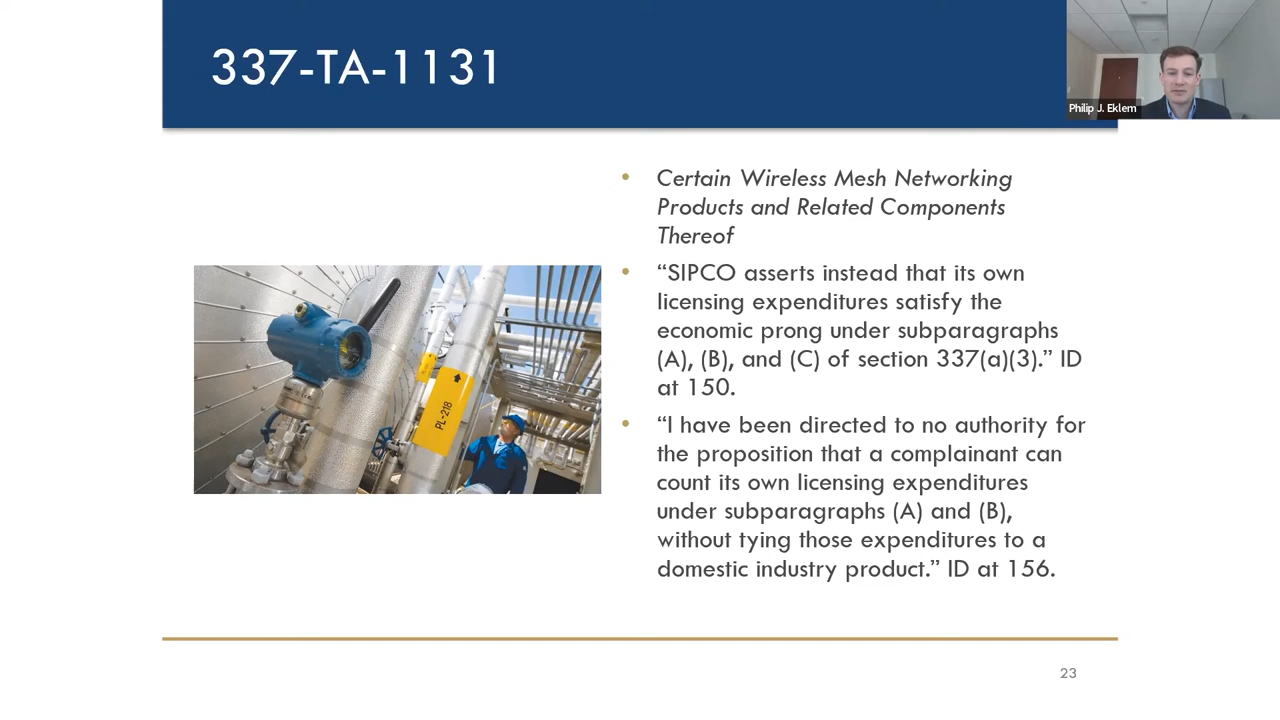 337-TA-1131
Philip J. Eklem
• Certain Wireless Mesh Networking
Products and Related Components
Thereof
• “SIPCO asserts instead that its own
licensing expenditures satisfy the
economic prong under subparagraphs
(A), (B), and (C) of section 337(a)(3).” ID
at 150.
• “I have been directed to no authority for
the proposition that a complainant can
count its own licensing expenditures
under subparagraphs (A) and (B),
without tying those expenditures to a
domestic industry product.” ID at 156.
PL-218
23